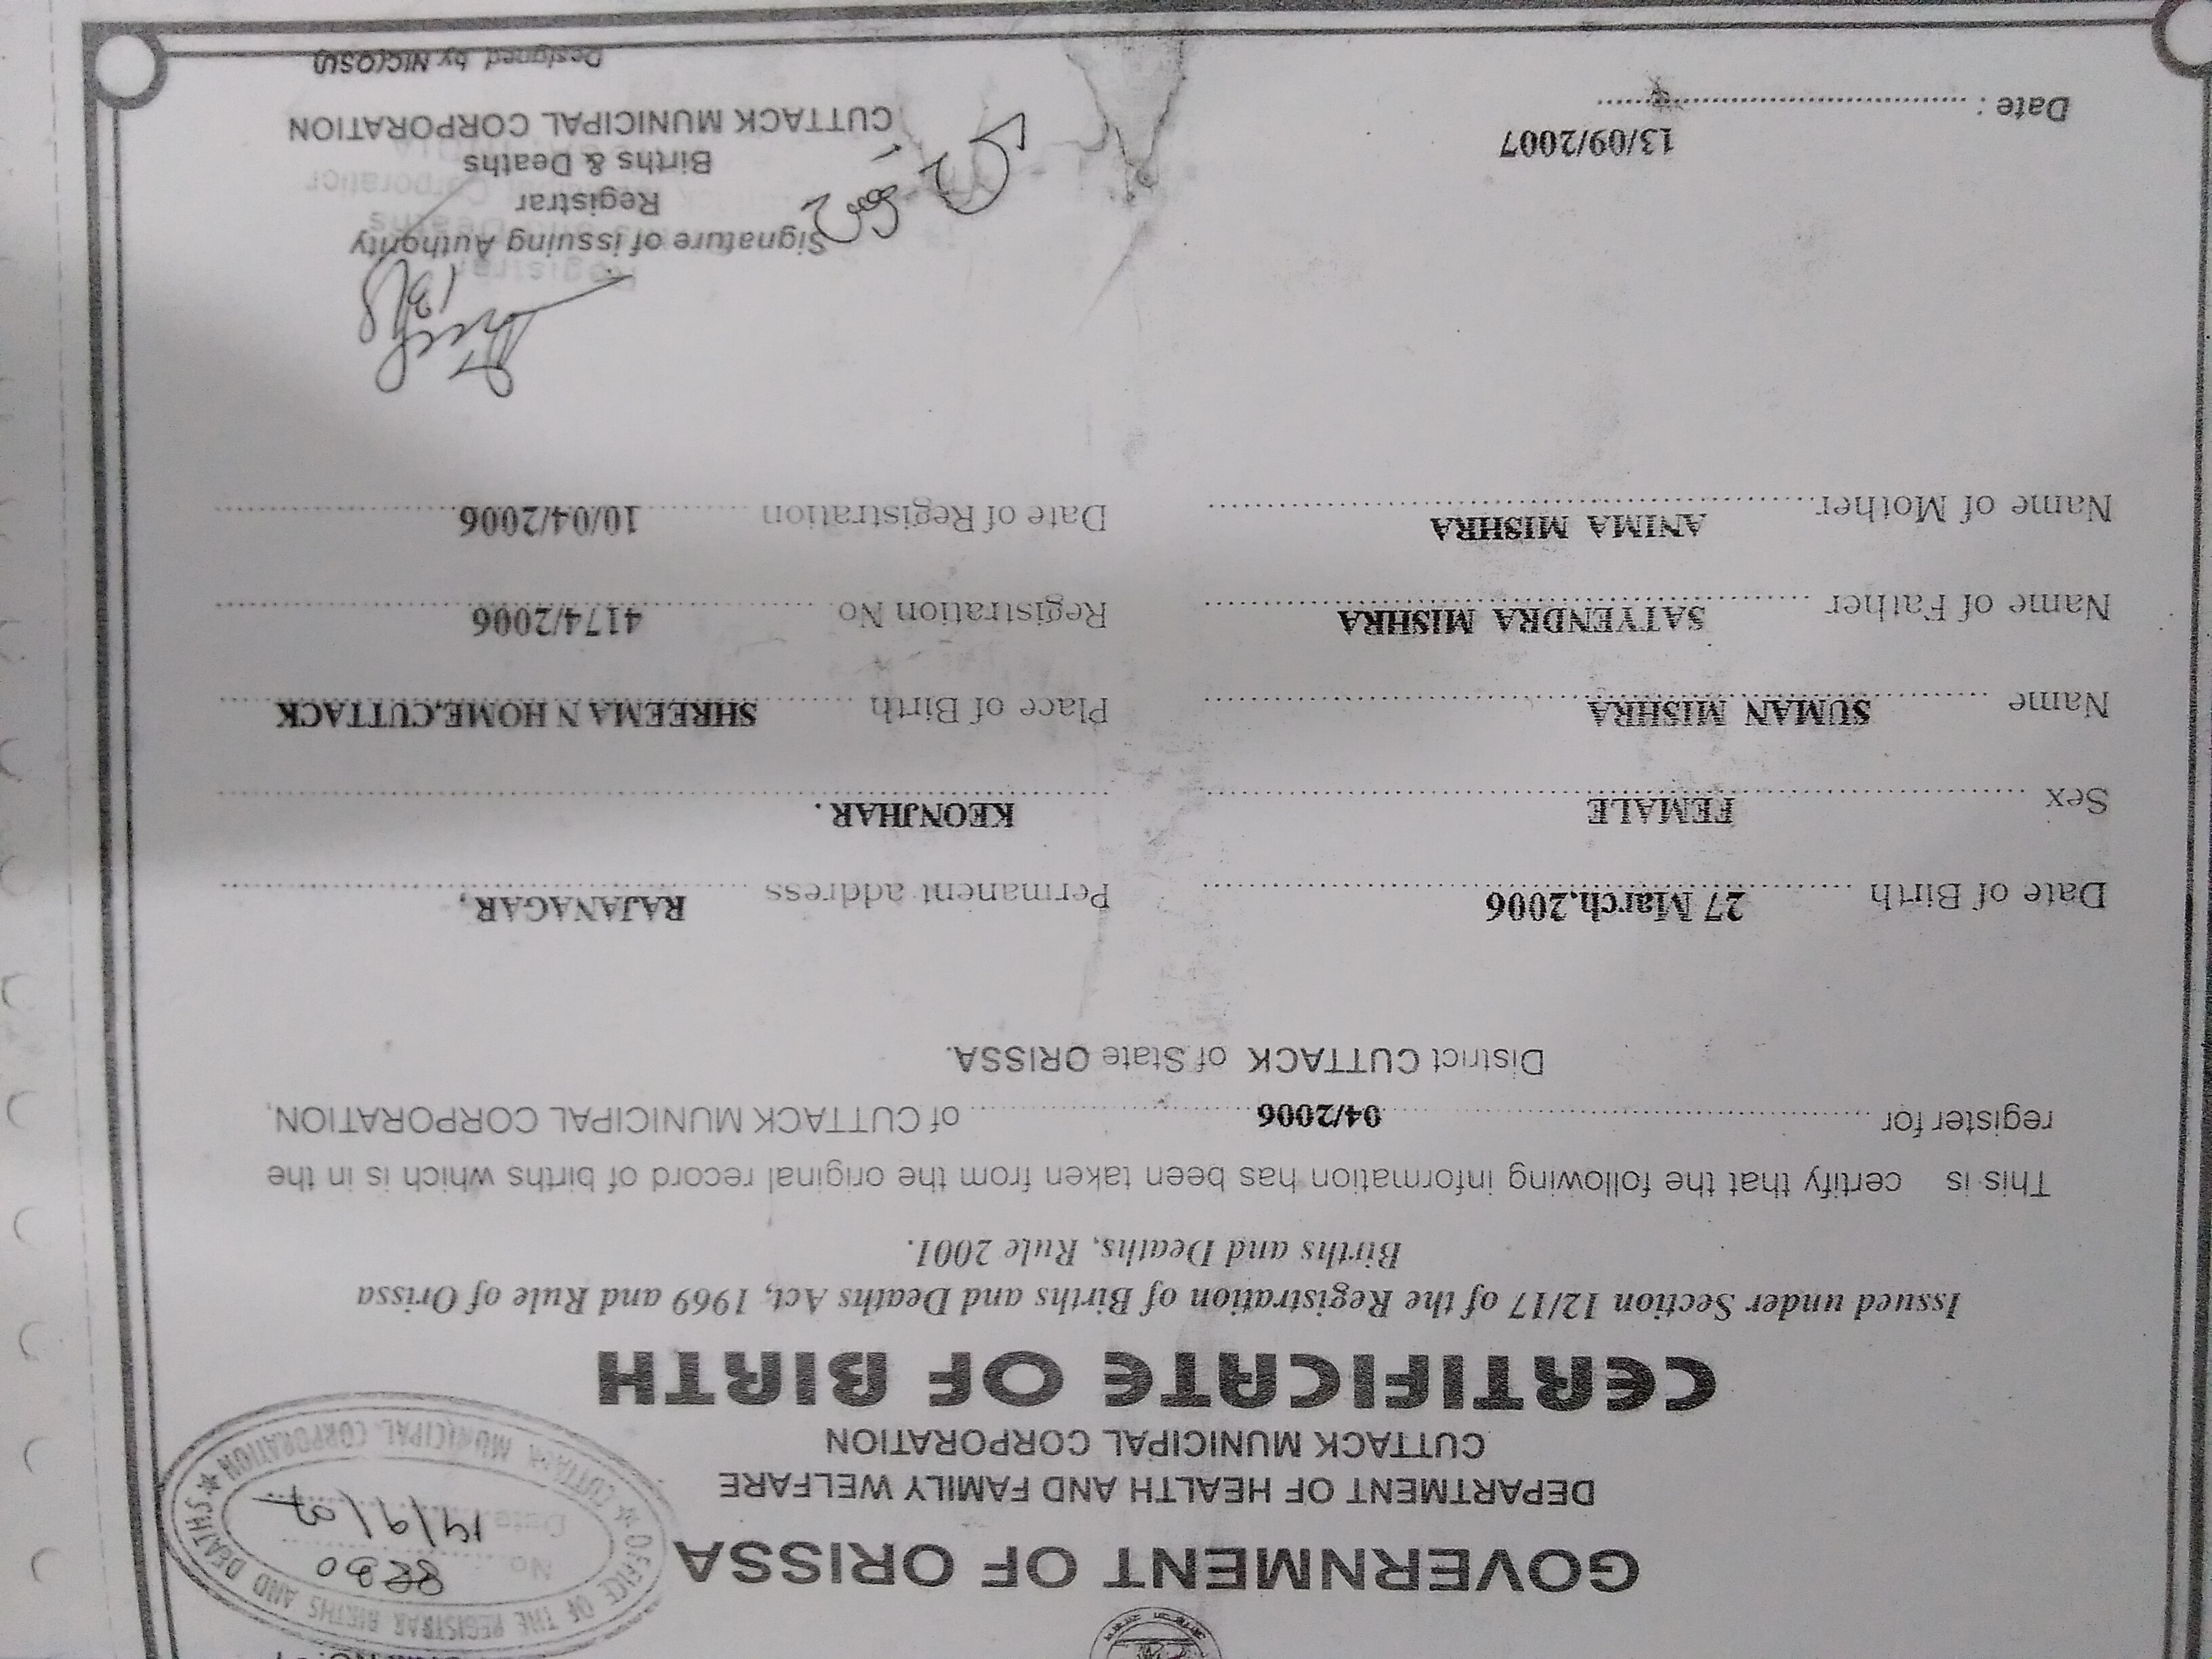 GOVERNMENT OF ORISSA
DEPARTMENT OF HEALTH AND FAMILY WELFARE
CUTTACK MUNICIPAL CORPORATION
OFFICE OF THE REGISTRAR BIRTHS AND DEATHS
CUTTACK MUNICIPAL CORPORATION
No
Date 14/9/07
CERTIFICATE OF BIRTH
Issued under Section 12/17 of the Registration of Births and Deaths Act, 1969 and Rule of Orissa
Births and Deaths, Rule 2001.
This is certify that the following information has been taken from the original record of births which is in the
register for 04/2006 of CUTTACK MUNICIPAL CORPORATION,
District CUTTACK of State ORISSA.
Date of Birth 27 March,2006
Permanent address RAJANAGAR,
Sex FEMALE
KEONJHAR.
Name SUMAN MISHRA
Place of Birth SHREEMA N HOME,CUTTACK
Name of Father SATYENDRA MISHRA
Registration No 4174/2006
Name of Mother ANIMA MISHRA
Date of Registration 10/04/2006
Signature of issuing Authority
Registrar
Births & Deaths
CUTTACK MUNICIPAL CORPORATION
13/09/2007
Date :
Designed by NIC(OSU)